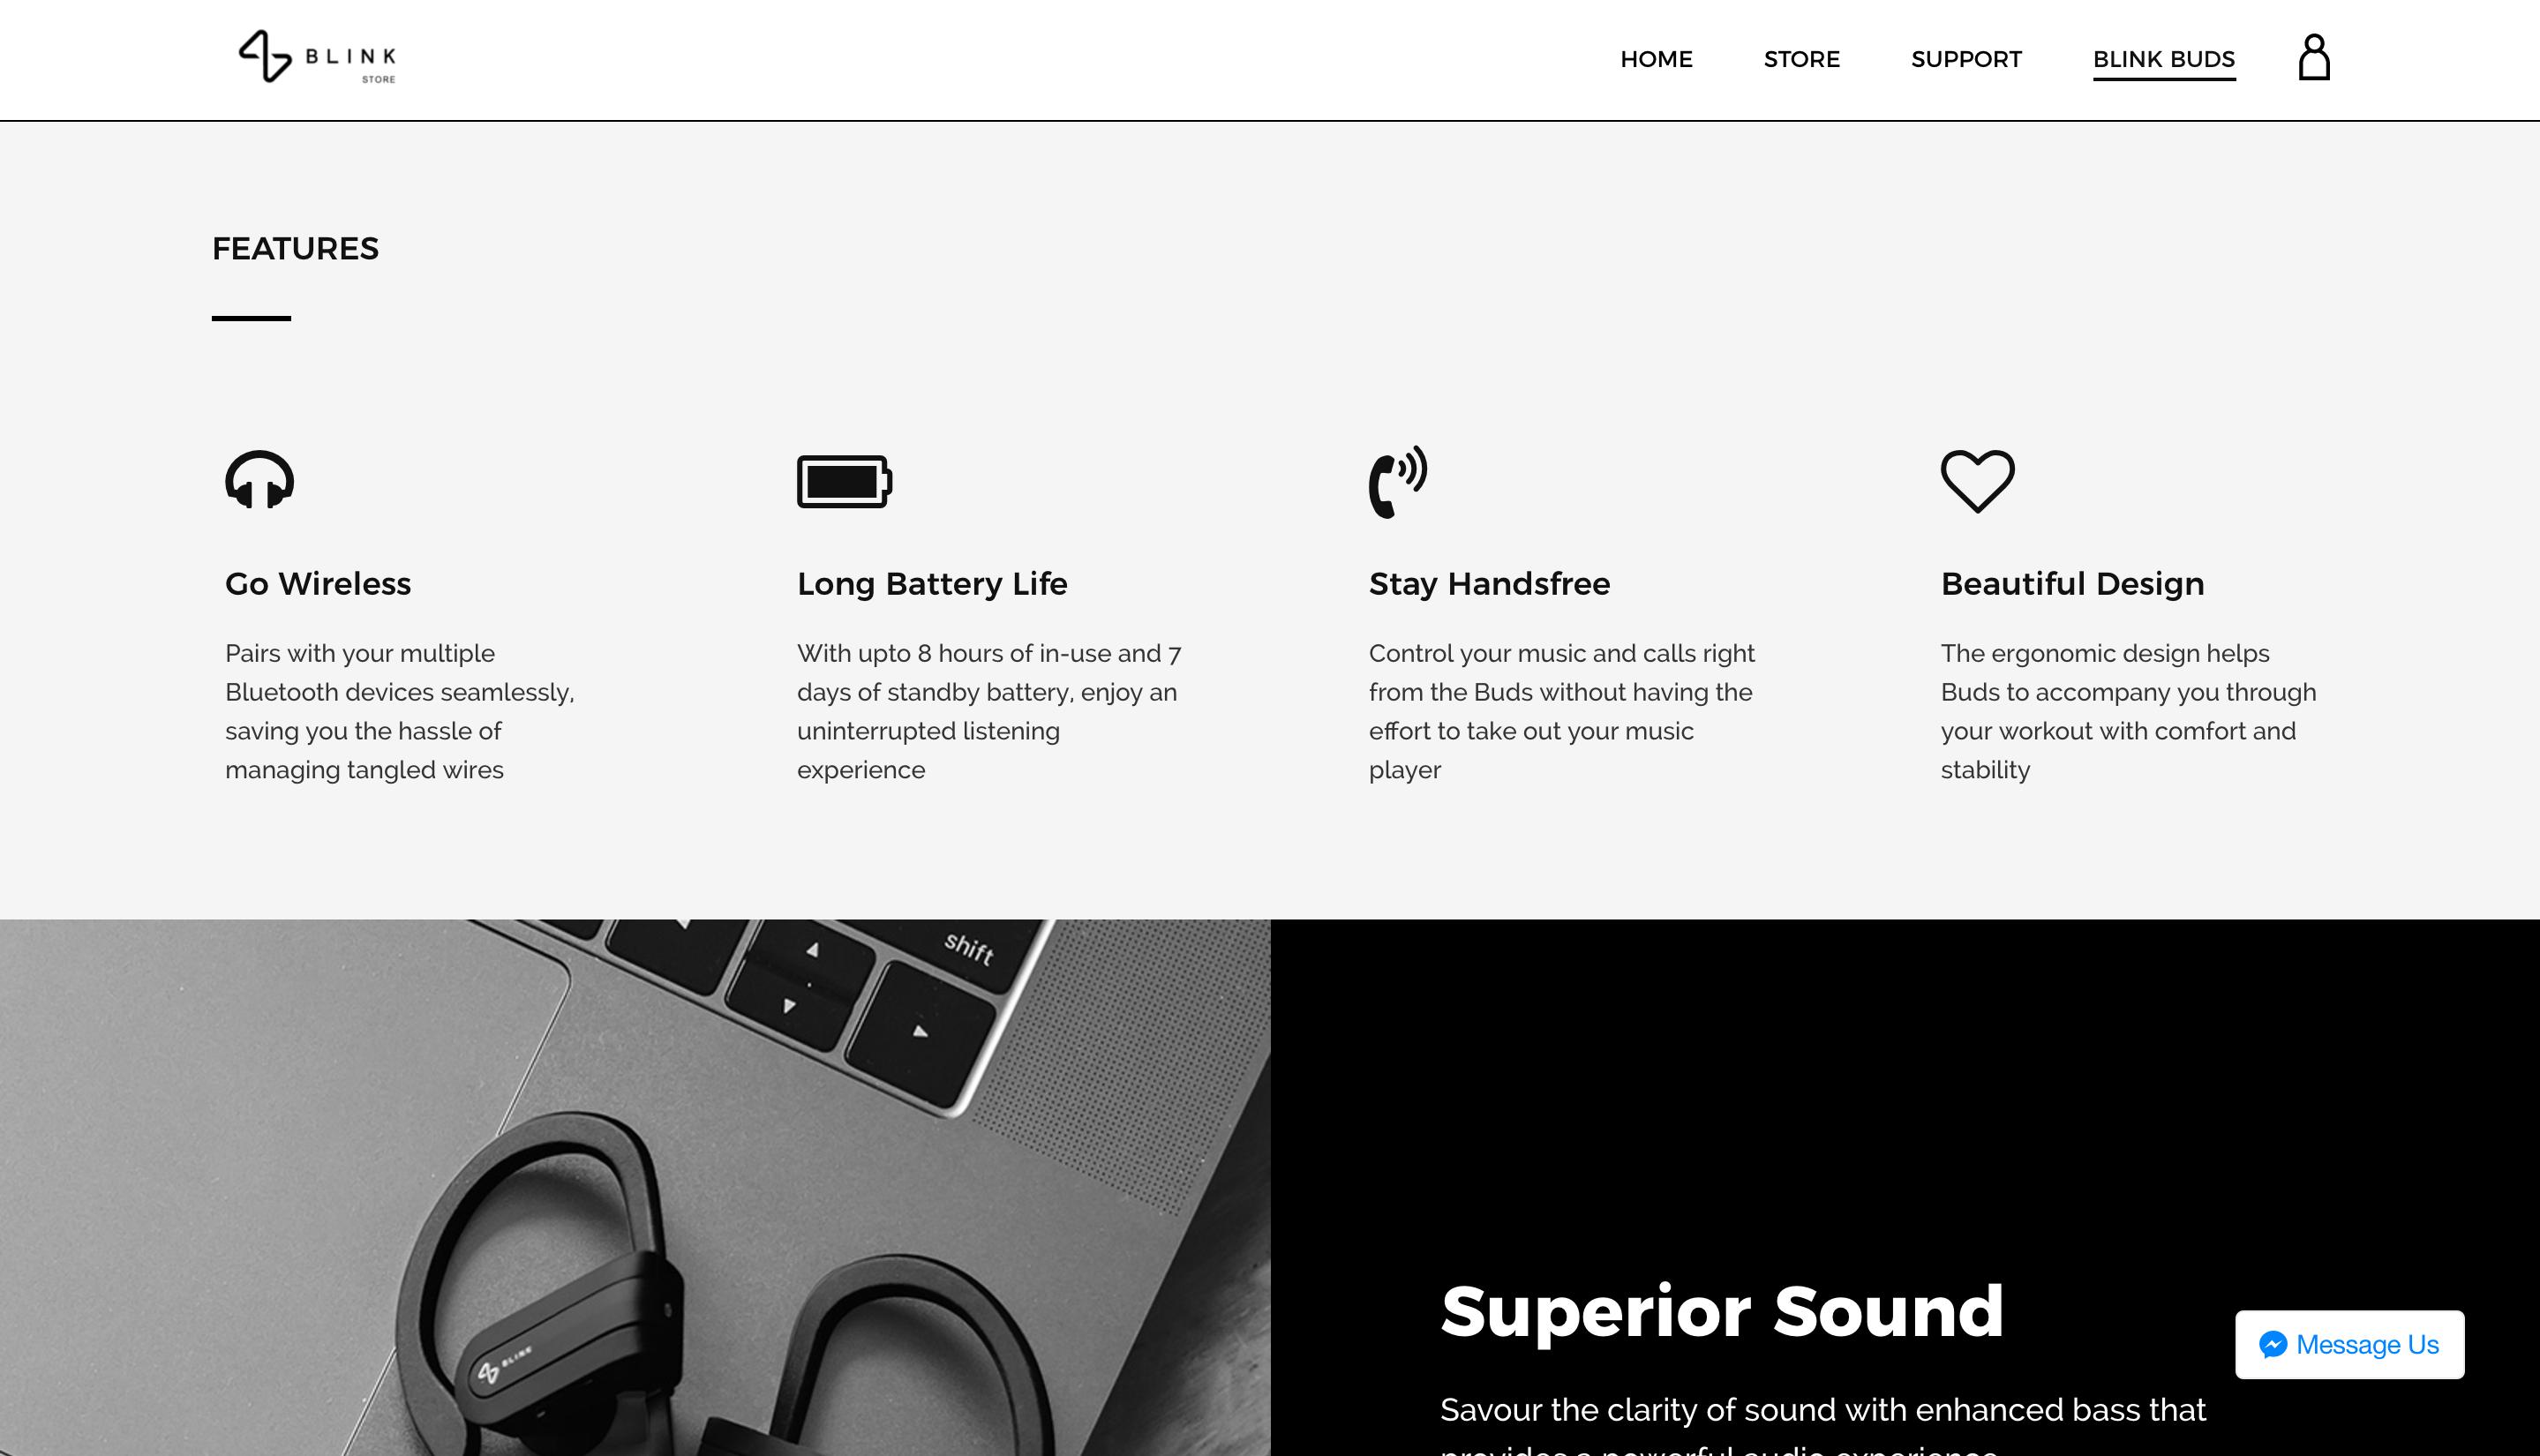 BLINK
STORE
HOME
STORE
SUPPORT
BLINK BUDS
FEATURES
Go Wireless
Pairs with your multiple
Bluetooth devices seamlessly,
saving you the hassle of
managing tangled wires
Long Battery Life
With upto 8 hours of in-use and 7
days of standby battery, enjoy an
uninterrupted listening
experience
Stay Handsfree
Control your music and calls right
from the Buds without having the
effort to take out your music
player
Beautiful Design
The ergonomic design helps
Buds to accompany you through
your workout with comfort and
stability
shift
BLINK
Superior Sound
Savour the clarity of sound with enhanced bass that
provides a powerful audio experience
Message Us